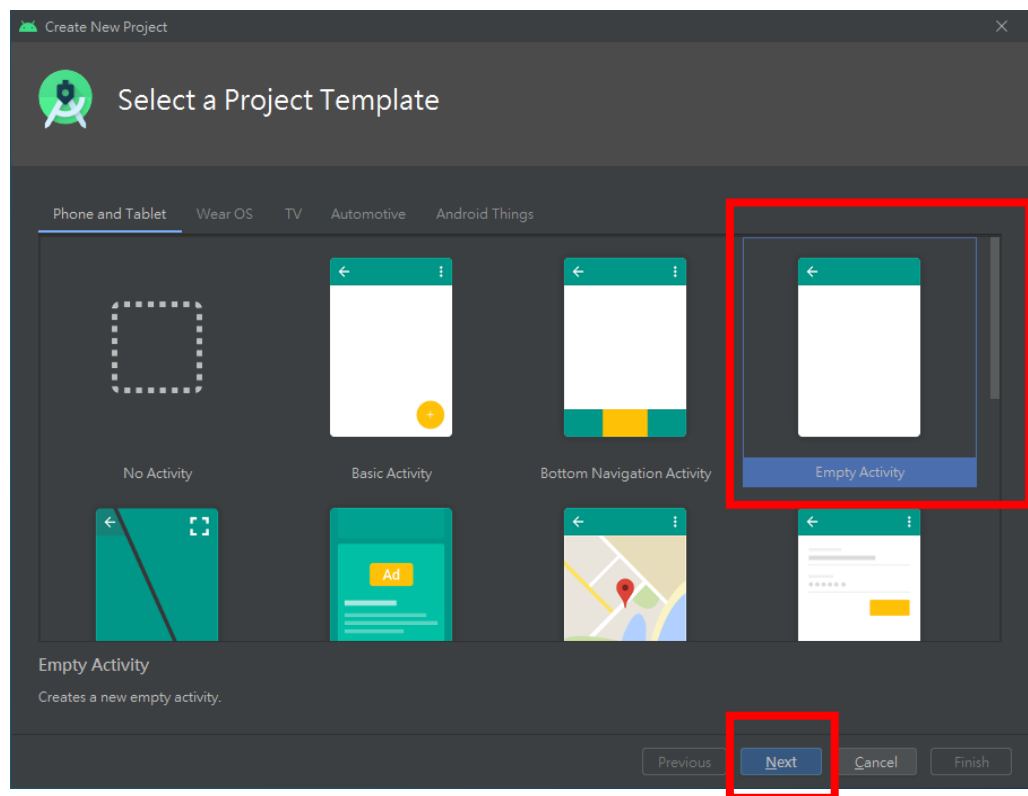 Create New Project
Select a Project Template
Phone and Tablet
Wear OS
TV
Automotive
Android Things
No Activity
Basic Activity
Bottom Navigation Activity
Empty Activity
Ad
Empty Activity
Creates a new empty activity.
Previous
Next
Cancel
Finish